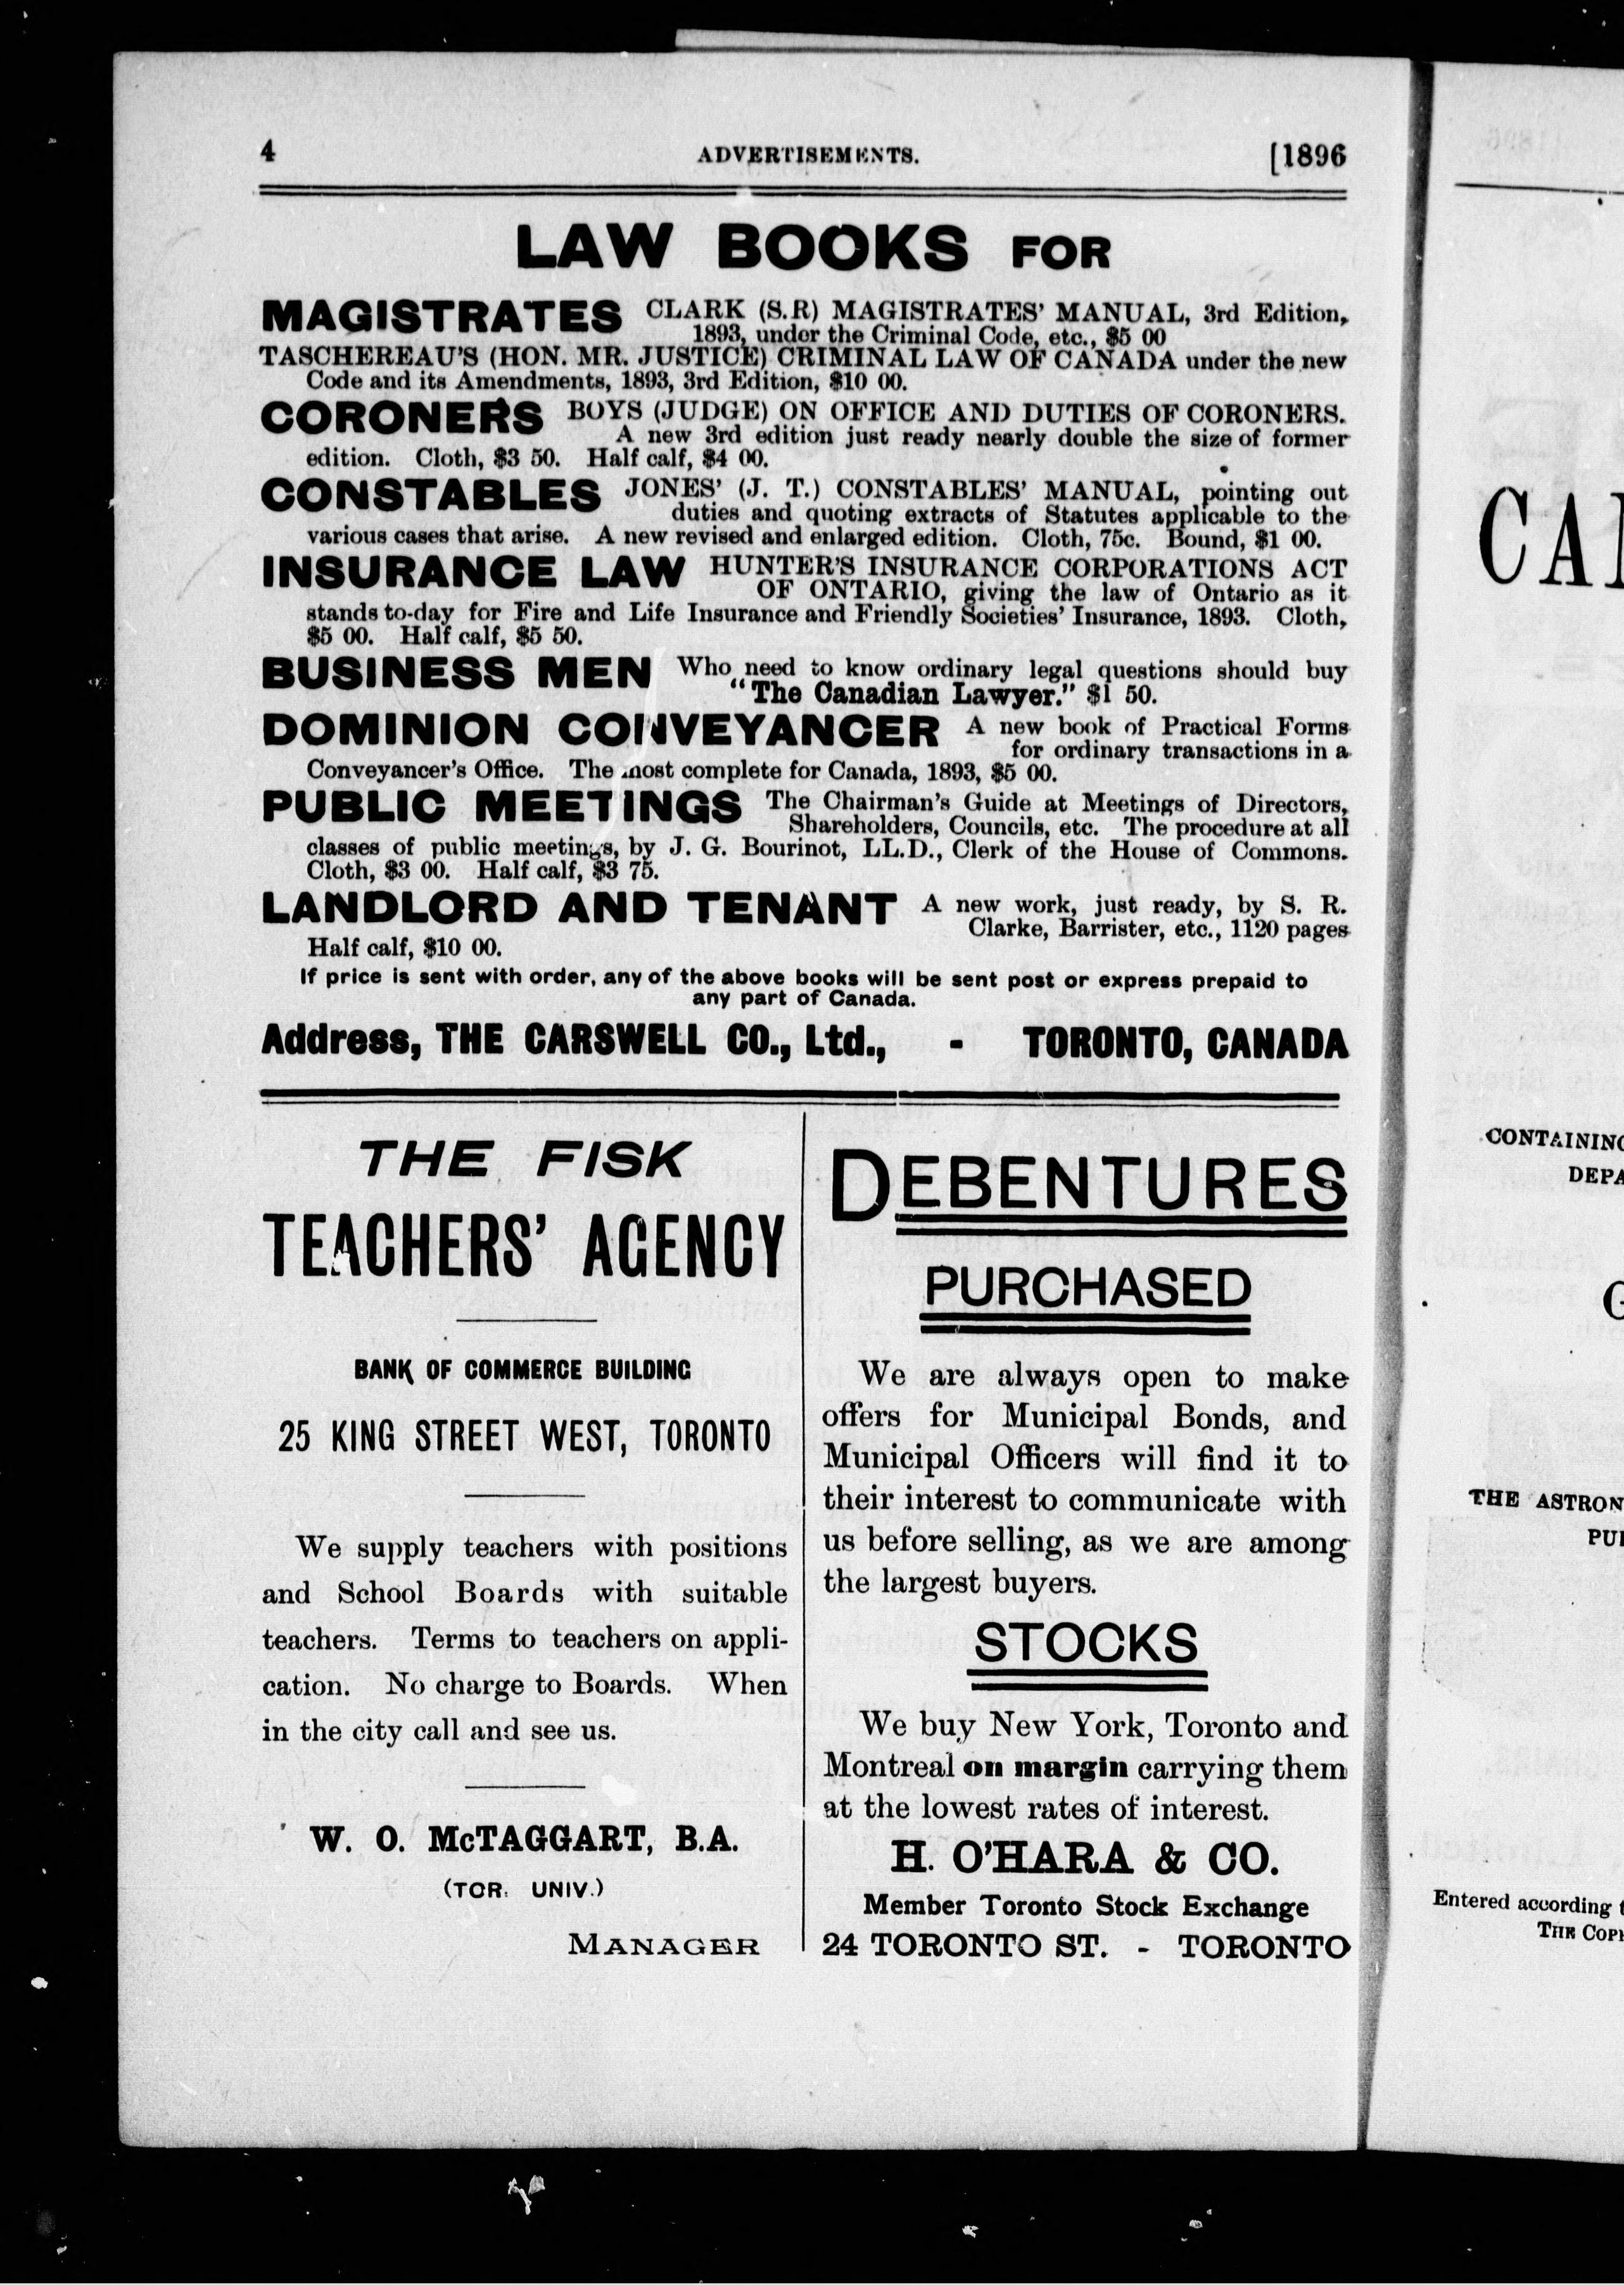 4 ADVERTISEMENTS. [1896
LAW BOOKS FOR
MAGISTRATES CLARK (S.R) MAGISTRATES' MANUAL, 3rd Edition,
1893, under the Criminal Code, etc., $5 00
TASCHEREAU'S (HON. MR. JUSTICE) CRIMINAL LAW OF CANADA under the new
Code and its Amendments, 1893, 3rd Edition, $10 00.
CORONERS BOYS (JUDGE) ON OFFICE AND DUTIES OF CORONERS.
A new 3rd edition just ready nearly double the size of former
edition. Cloth, $3 50. Half calf, $4 00.
CONSTABLES JONES' (J. T.) CONSTABLES' MANUAL, pointing out
duties and quoting extracts of Statutes applicable to the
various cases that arise. A new revised and enlarged edition. Cloth, 75c. Bound, $1 00.
INSURANCE LAW HUNTER'S INSURANCE CORPORATIONS ACT
OF ONTARIO, giving the law of Ontario as it
stands to-day for Fire and Life Insurance and Friendly Societies' Insurance, 1893. Cloth,
$5 00. Half calf, $5 50.
BUSINESS MEN Who need to know ordinary legal questions should buy
"The Canadian Lawyer." $1 50.
DOMINION CONVEYANCER A new book of Practical Forms
for ordinary transactions in a
Conveyancer's Office. The most complete for Canada, 1893, $5 00.
PUBLIC MEETINGS The Chairman's Guide at Meetings of Directors,
Shareholders, Councils, etc. The procedure at all
classes of public meetings, by J. G. Bourinot, LL.D., Clerk of the House of Commons.
Cloth, $3 00. Half calf, $3 75.
LANDLORD AND TENANT A new work, just ready, by S. R.
Clarke, Barrister, etc., 1120 pages
Half calf, $10 00.
If price is sent with order, any of the above books will be sent post or express prepaid to
any part of Canada.
Address, THE CARSWELL CO., Ltd., - TORONTO, CANADA
THE FISK
TEACHERS' AGENCY
BANK OF COMMERCE BUILDING
25 KING STREET WEST, TORONTO
We supply teachers with positions
and School Boards with suitable
teachers. Terms to teachers on appli-
cation. No charge to Boards. When
in the city call and see us.
W. O. McTAGGART, B.A.
(TOR. UNIV.)
MANAGER
DEBENTURES
PURCHASED
We are always open to make
offers for Municipal Bonds, and
Municipal Officers will find it to
their interest to communicate with
us before selling, as we are among
the largest buyers.
STOCKS
We buy New York, Toronto and
Montreal on margin carrying them
at the lowest rates of interest.
H. O'HARA & CO.
Member Toronto Stock Exchange
24 TORONTO ST. - TORONTO
CONTAINING
DEPA
THE ASTRON
PU
Entered according
THE COP